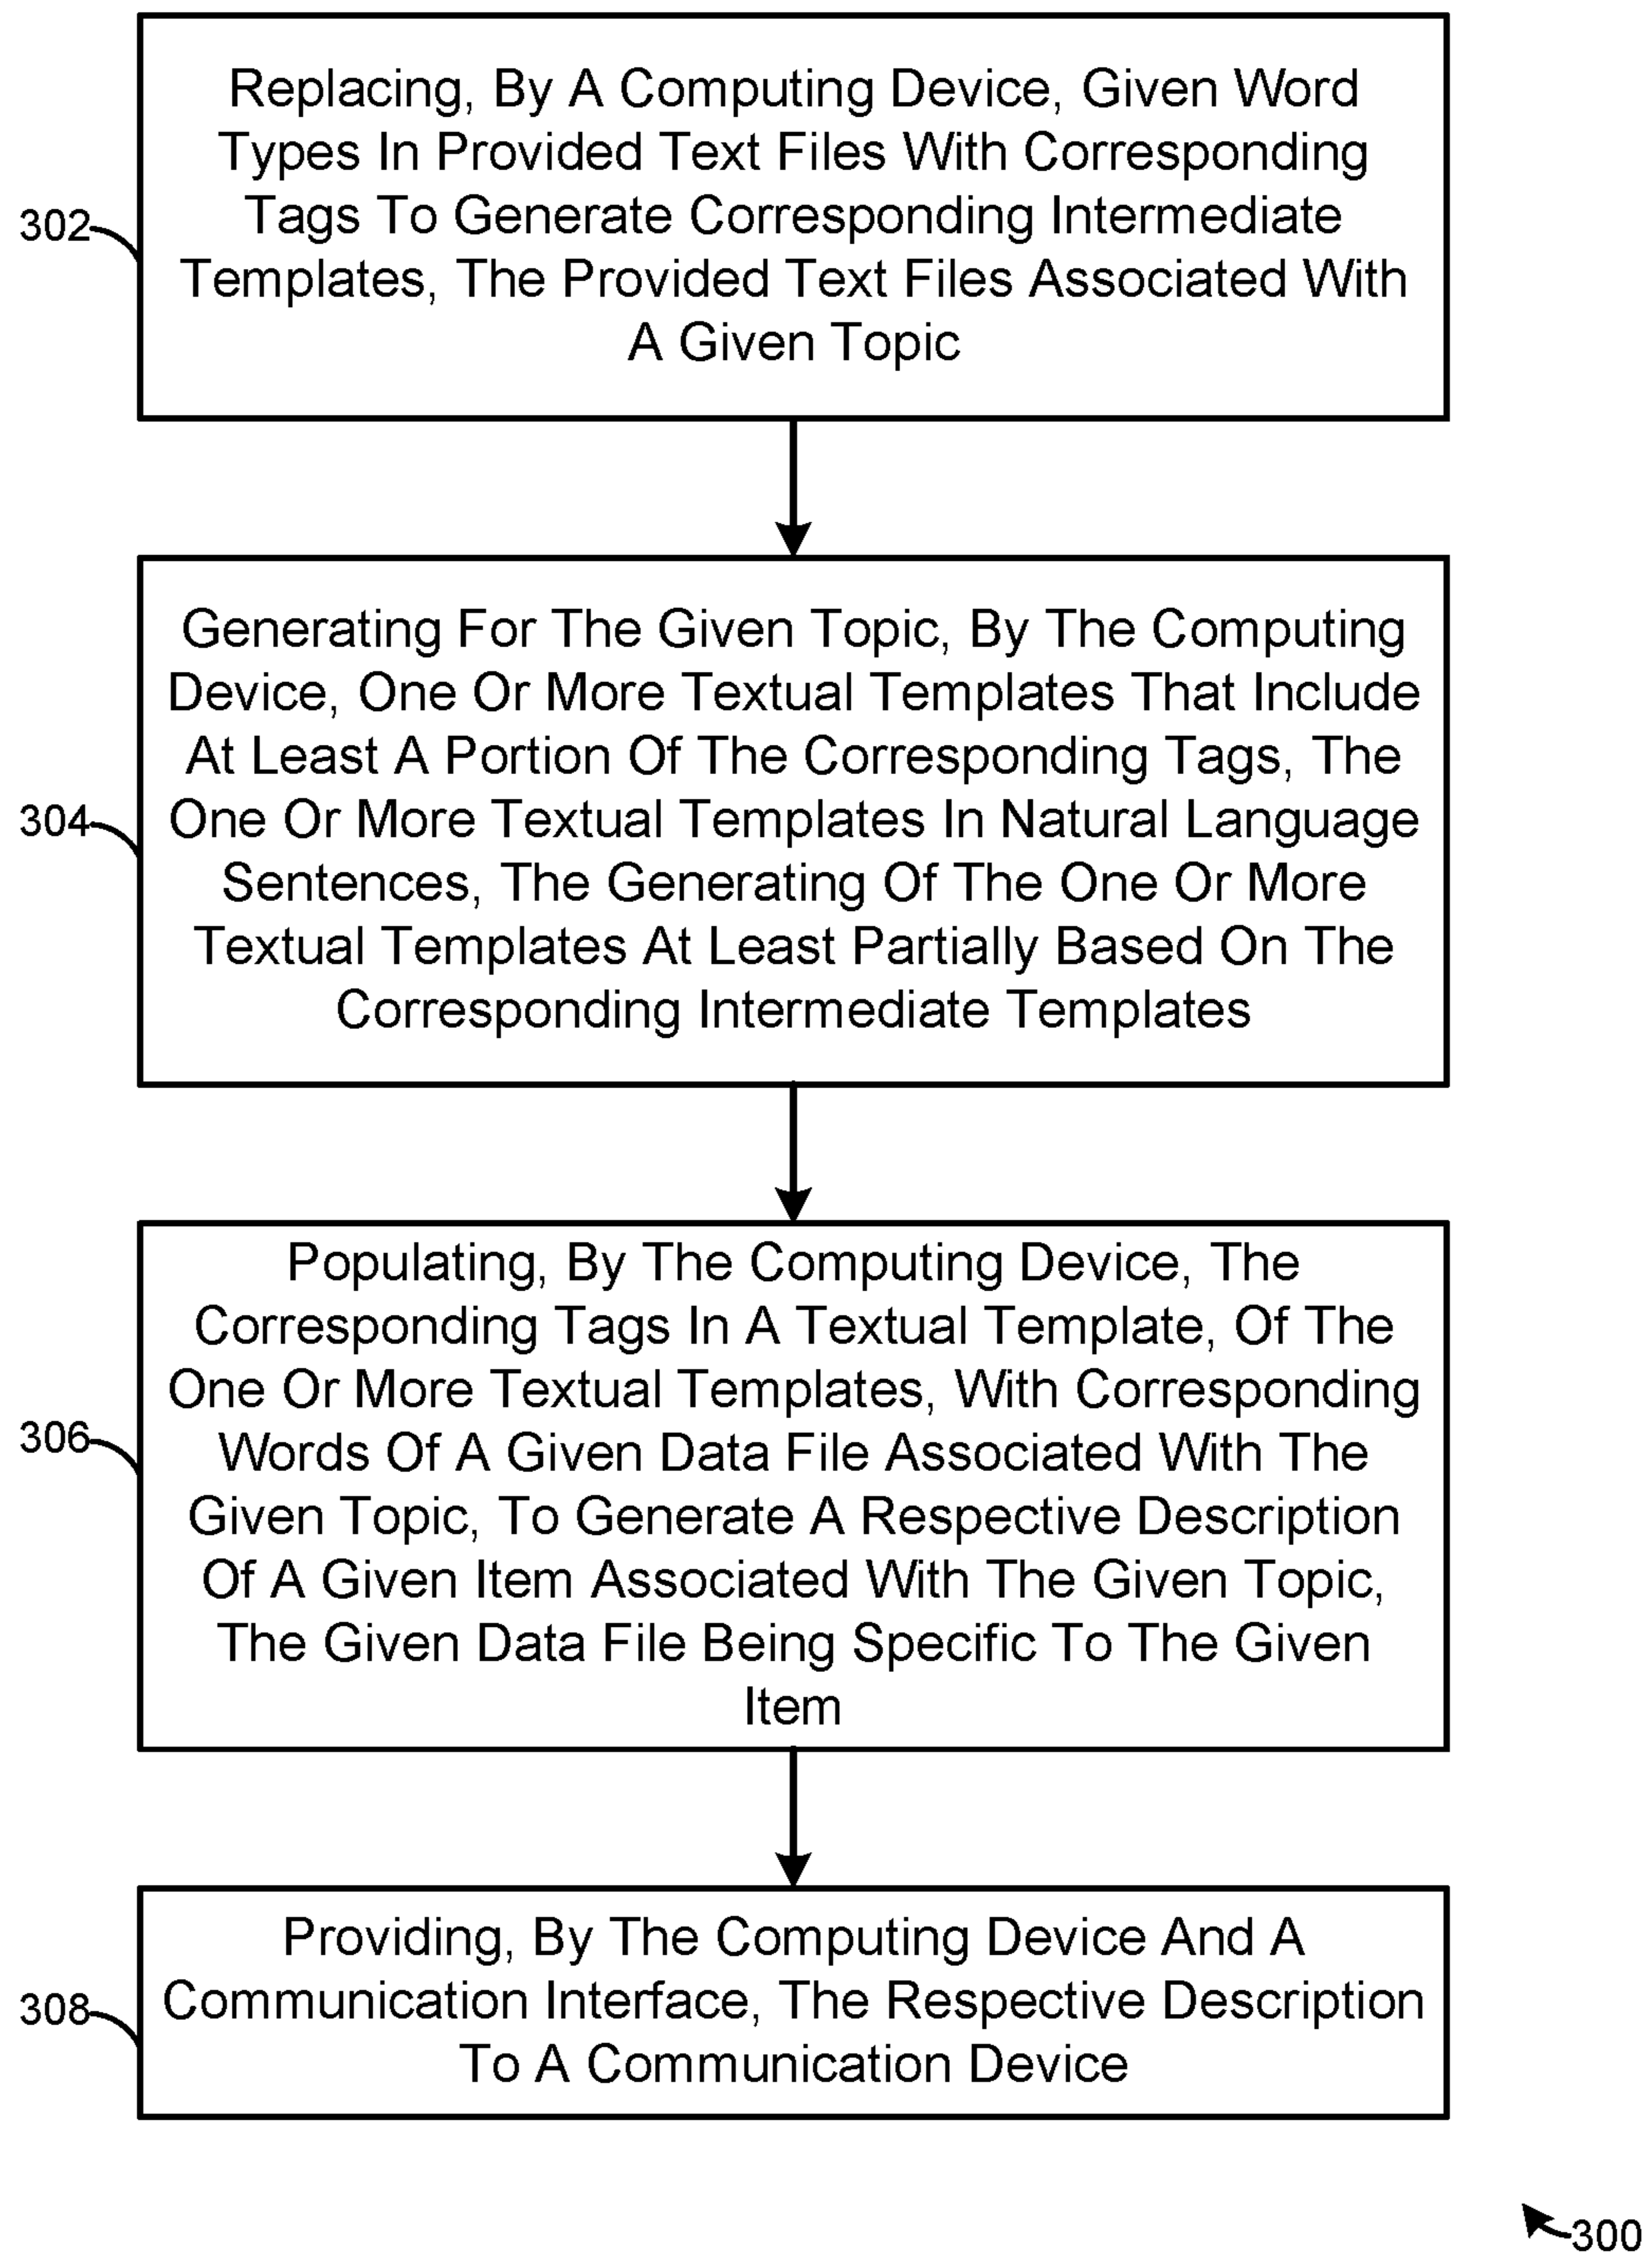 Replacing, By A Computing Device, Given Word
Types In Provided Text Files With Corresponding
Tags To Generate Corresponding Intermediate
Templates, The Provided Text Files Associated With
A Given Topic
302
Generating For The Given Topic, By The Computing
Device, One Or More Textual Templates That Include
At Least A Portion Of The Corresponding Tags, The
One Or More Textual Templates In Natural Language
Sentences, The Generating Of The One Or More
Textual Templates At Least Partially Based On The
Corresponding Intermediate Templates
304
Populating, By The Computing Device, The
Corresponding Tags In A Textual Template, Of The
One Or More Textual Templates, With Corresponding
Words Of A Given Data File Associated With The
Given Topic, To Generate A Respective Description
Of A Given Item Associated With The Given Topic,
The Given Data File Being Specific To The Given
Item
306
Providing, By The Computing Device And A
Communication Interface, The Respective Description
To A Communication Device
308
300